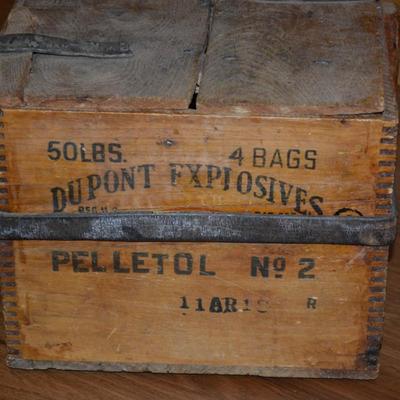 50LBS. 4 BAGS
DUPONT EXPLOSIVES
PELLETOL Nº 2
R